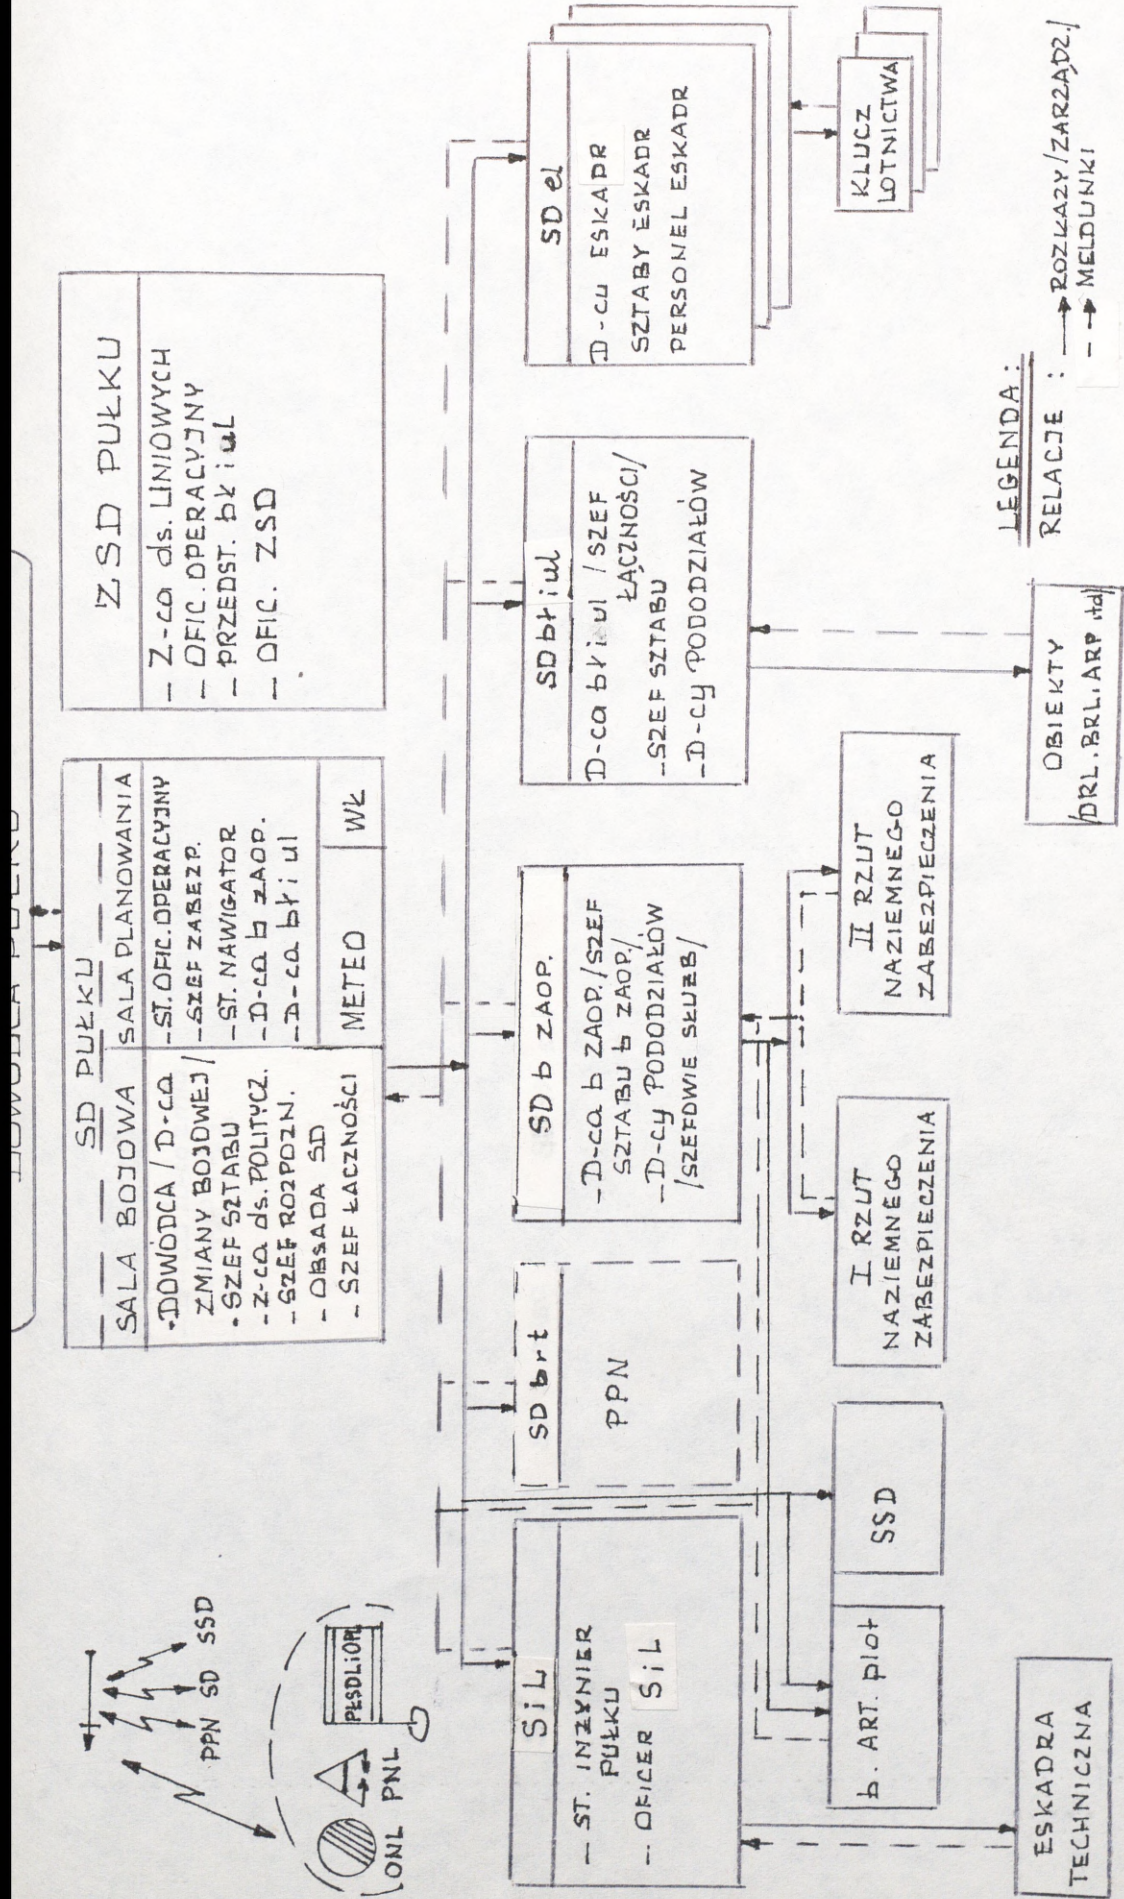 SD PUŁKU
SALA BOJOWA
SALA PLANOWANIA
- DOWÓDCA / D-ca
ZMIANY BOJOWEJ /
- SZEF SZTABU
- Z-ca ds. POLITYCZ.
- SZEF ROZPOZN.
- OBSADA SD
- SZEF ŁĄCZNOŚCI
- ST. OFIC. OPERACYJNY
- SZEF ZABEZP.
- ST. NAWIGATOR
- D-ca b ZAOP.
- D-ca bł i ul
METEO
WŁ
ZSD PUŁKU
- Z-ca ds. LINIOWYCH
- OFIC. OPERACYJNY
- PRZEDST. bł i uL
- OFIC. ZSD
PPN SD SSD
PŁSDLiOPL
ONL PNL
SiL
- ST. INŻYNIER
PUŁKU
- OFICER SiL
SD brt
PPN
SD b ZAOP.
- D-ca b ZAOP. / SZEF
SZTABU b ZAOP./
- D-cy PODODZIAŁÓW
/SZEFOWIE SŁUŻB/
SD bł i ul
D-ca bł i ul / SZEF
ŁĄCZNOŚCI/
- SZEF SZTABU
- D-cy PODODZIAŁÓW
SD el
D-cu ESKADR
SZTABY ESKADR
PERSONEL ESKADR
KLUCZ
LOTNICTWA
b. ART. plot
SSD
I RZUT
NAZIEMNEGO
ZABEZPIECZENIA
II RZUT
NAZIEMNEGO
ZABEZPIECZENIA
ESKADRA
TECHNICZNA
OBIEKTY
/DRL. BRL. ARP itd/
LEGENDA :
RELACJE : → ROZKAZY /ZARZĄDZ./
- → MELDUNKI